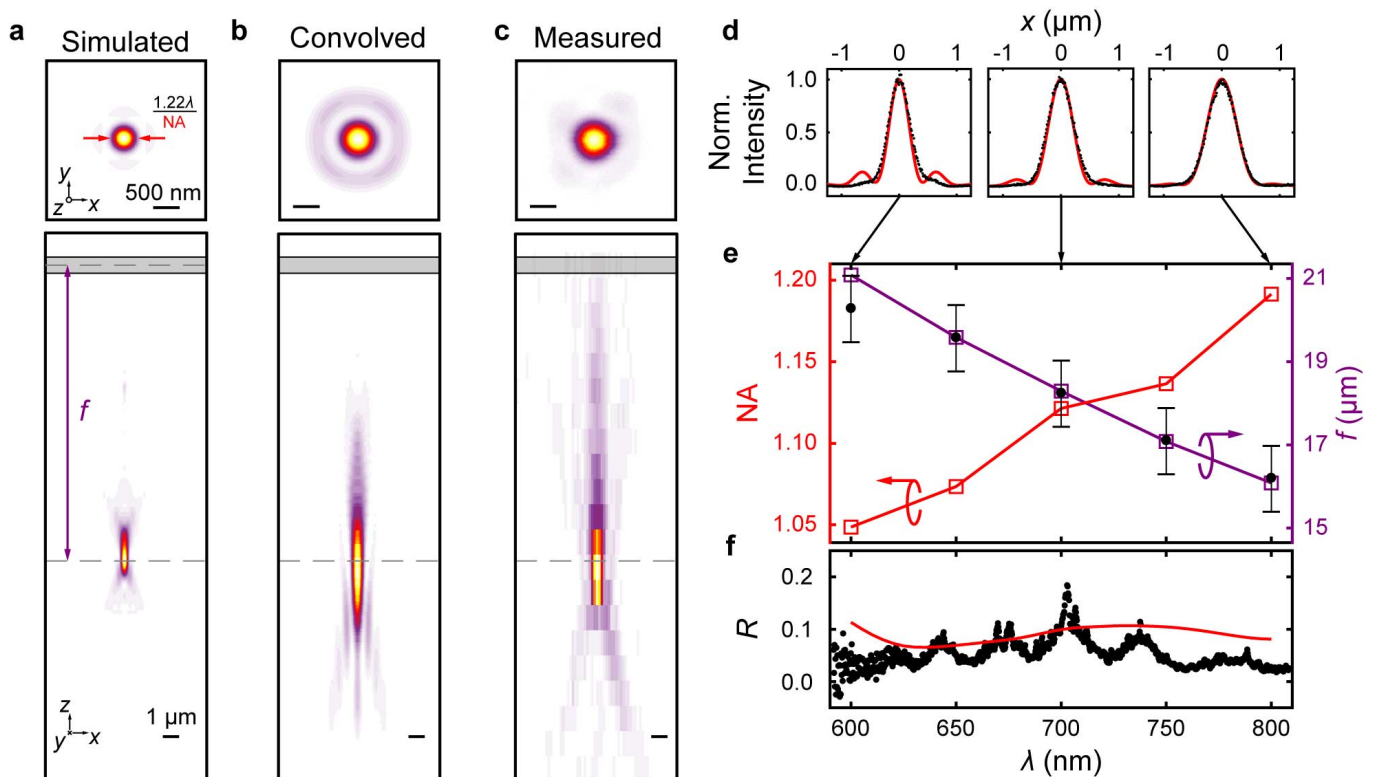 a
Simulated
1.22λ
NA
y
z
x
500 nm
f
z
y
x
1 µm
b
Convolved
c
Measured
d
x (µm)
-1 0 1 -1 0 1 -1 0 1
Norm.
Intensity
1.0
0.5
0.0
e
1.20
1.15
1.10
1.05
NA
21
19
17
15
f (µm)
f
0.2
0.1
0.0
R
600 650 700 750 800
λ (nm)